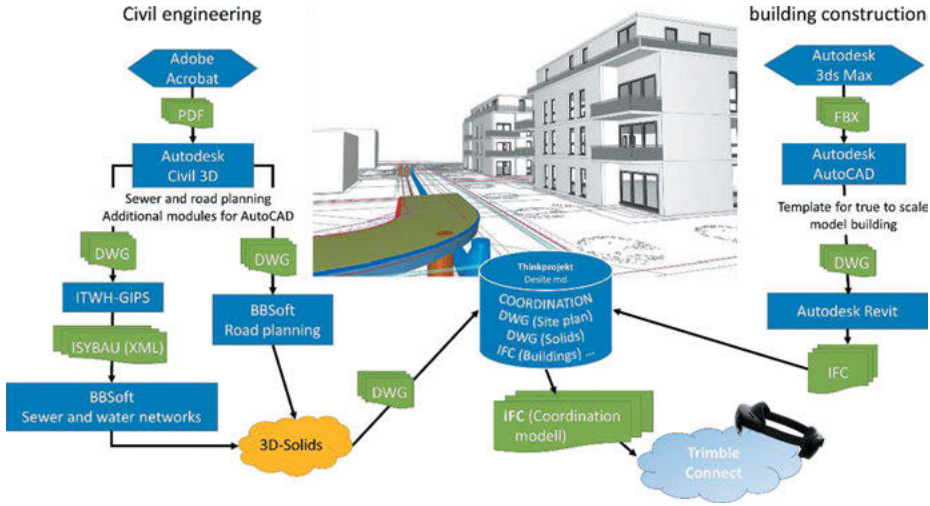 Civil engineering
building construction
Adobe
Acrobat
PDF
Autodesk
Civil 3D
Sewer and road planning
Additional modules for AutoCAD
DWG
DWG
ITWH-GIPS
BBSoft
Road planning
ISYBAU (XML)
BBSoft
Sewer and water networks
3D-Solids
DWG
Thinkprojekt
Desite md
COORDINATION
DWG (Site plan)
DWG (Solids)
IFC (Buildings) ...
IFC (Coordination
modell)
Trimble
Connect
Autodesk
3ds Max
FBX
Autodesk
AutoCAD
Template for true to scale
model building
DWG
Autodesk Revit
IFC